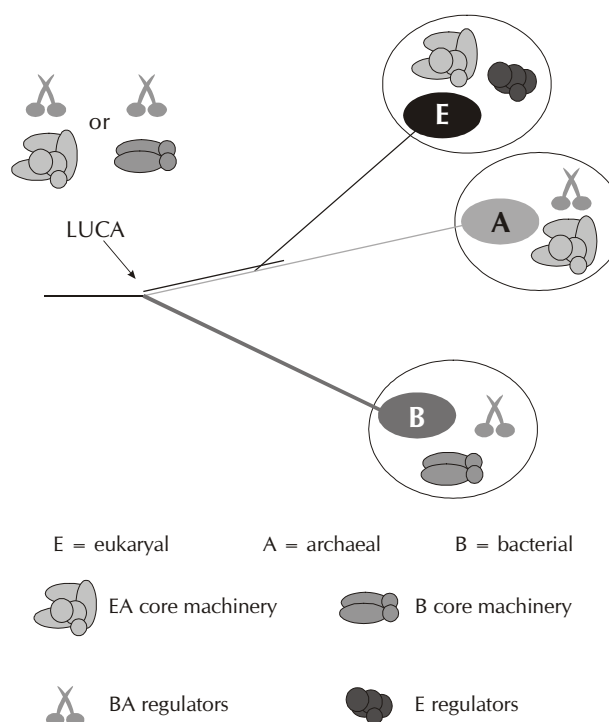 or
LUCA
E
A
B
E = eukaryal A = archaeal B = bacterial
EA core machinery B core machinery
BA regulators E regulators